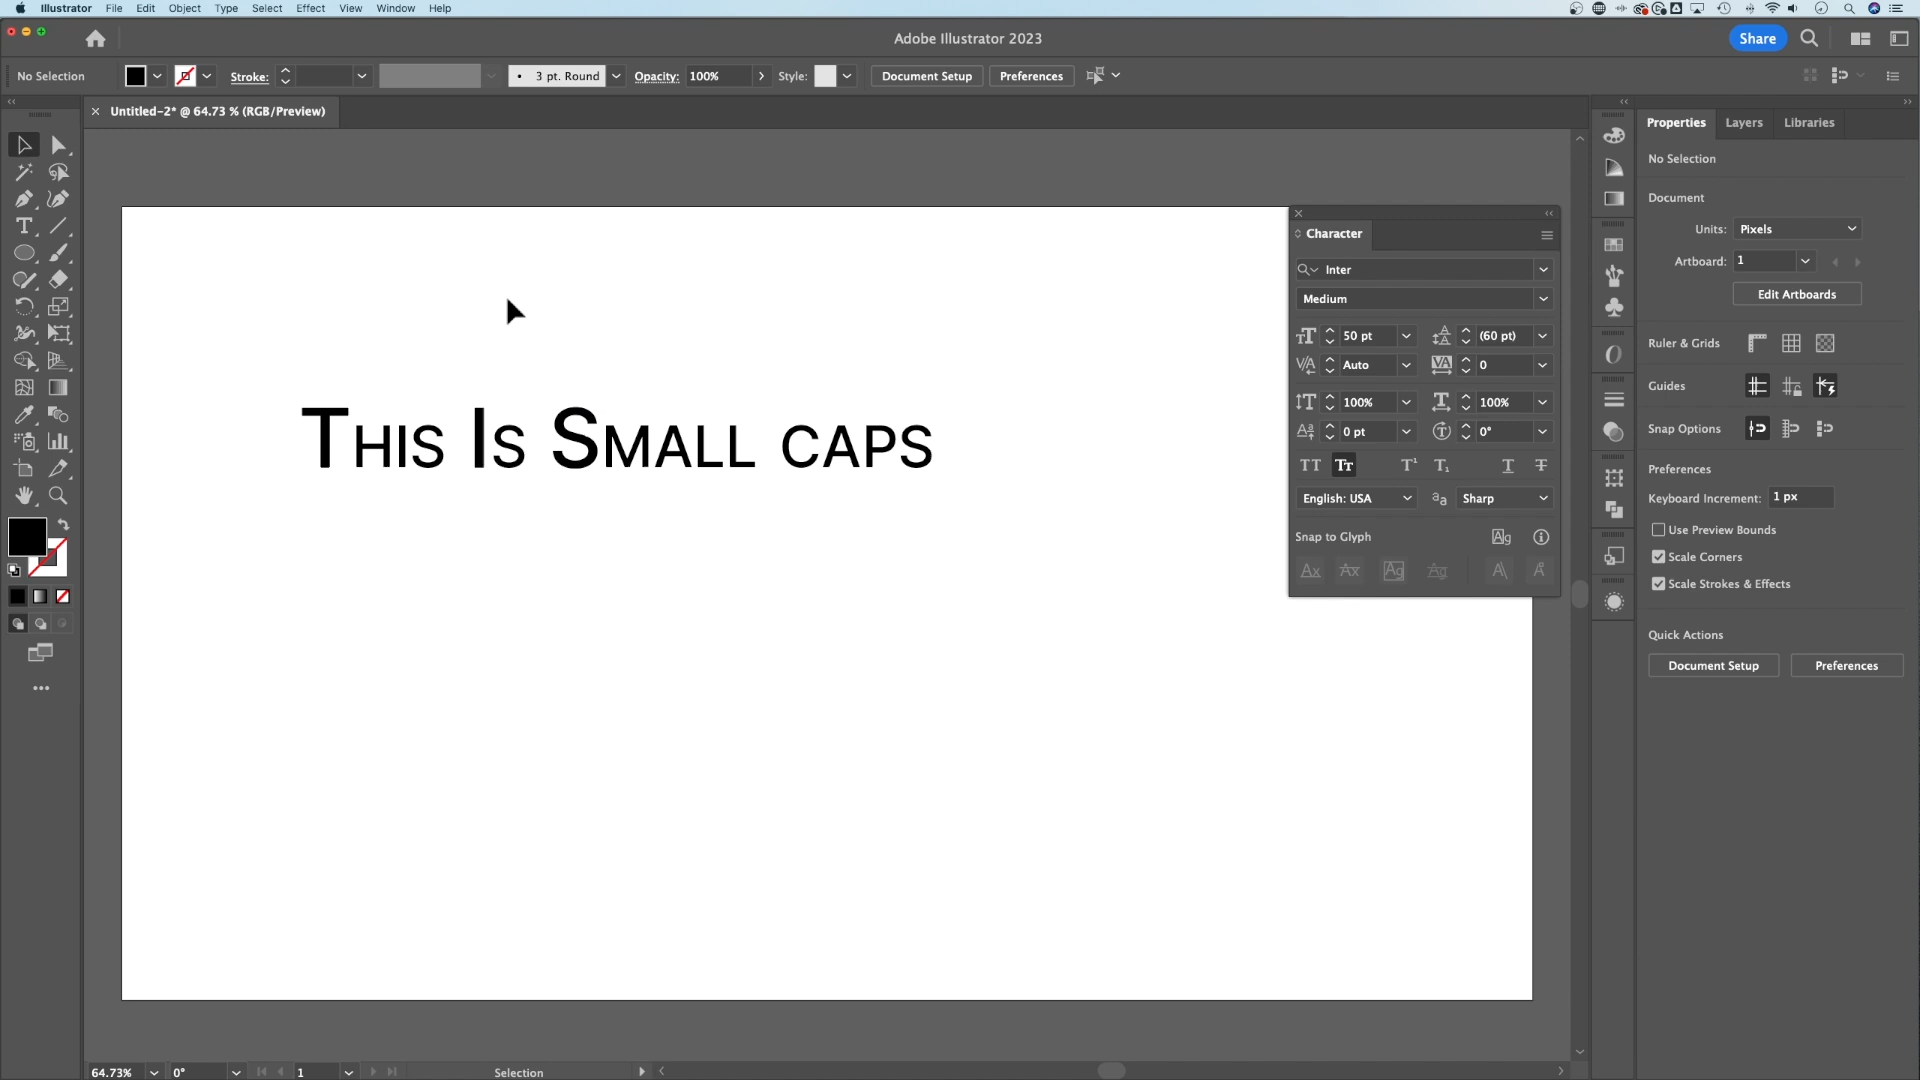 Illustrator File Edit Object Type Select Effect View Window Help
Adobe Illustrator 2023
Share
No Selection
Stroke:
3 pt. Round
Opacity: 100%
Style:
Document Setup
Preferences
Untitled-2* @ 64.73 % (RGB/Preview)
This Is Small caps
Character
Inter
Medium
50 pt
(60 pt)
Auto
0
100%
100%
0 pt
0°
English: USA
Sharp
Snap to Glyph
Properties Layers Libraries
No Selection
Document
Units: Pixels
Artboard: 1
Edit Artboards
Ruler & Grids
Guides
Snap Options
Preferences
Keyboard Increment: 1 px
Use Preview Bounds
Scale Corners
Scale Strokes & Effects
Quick Actions
Document Setup
Preferences
64.73% 0° 1 Selection